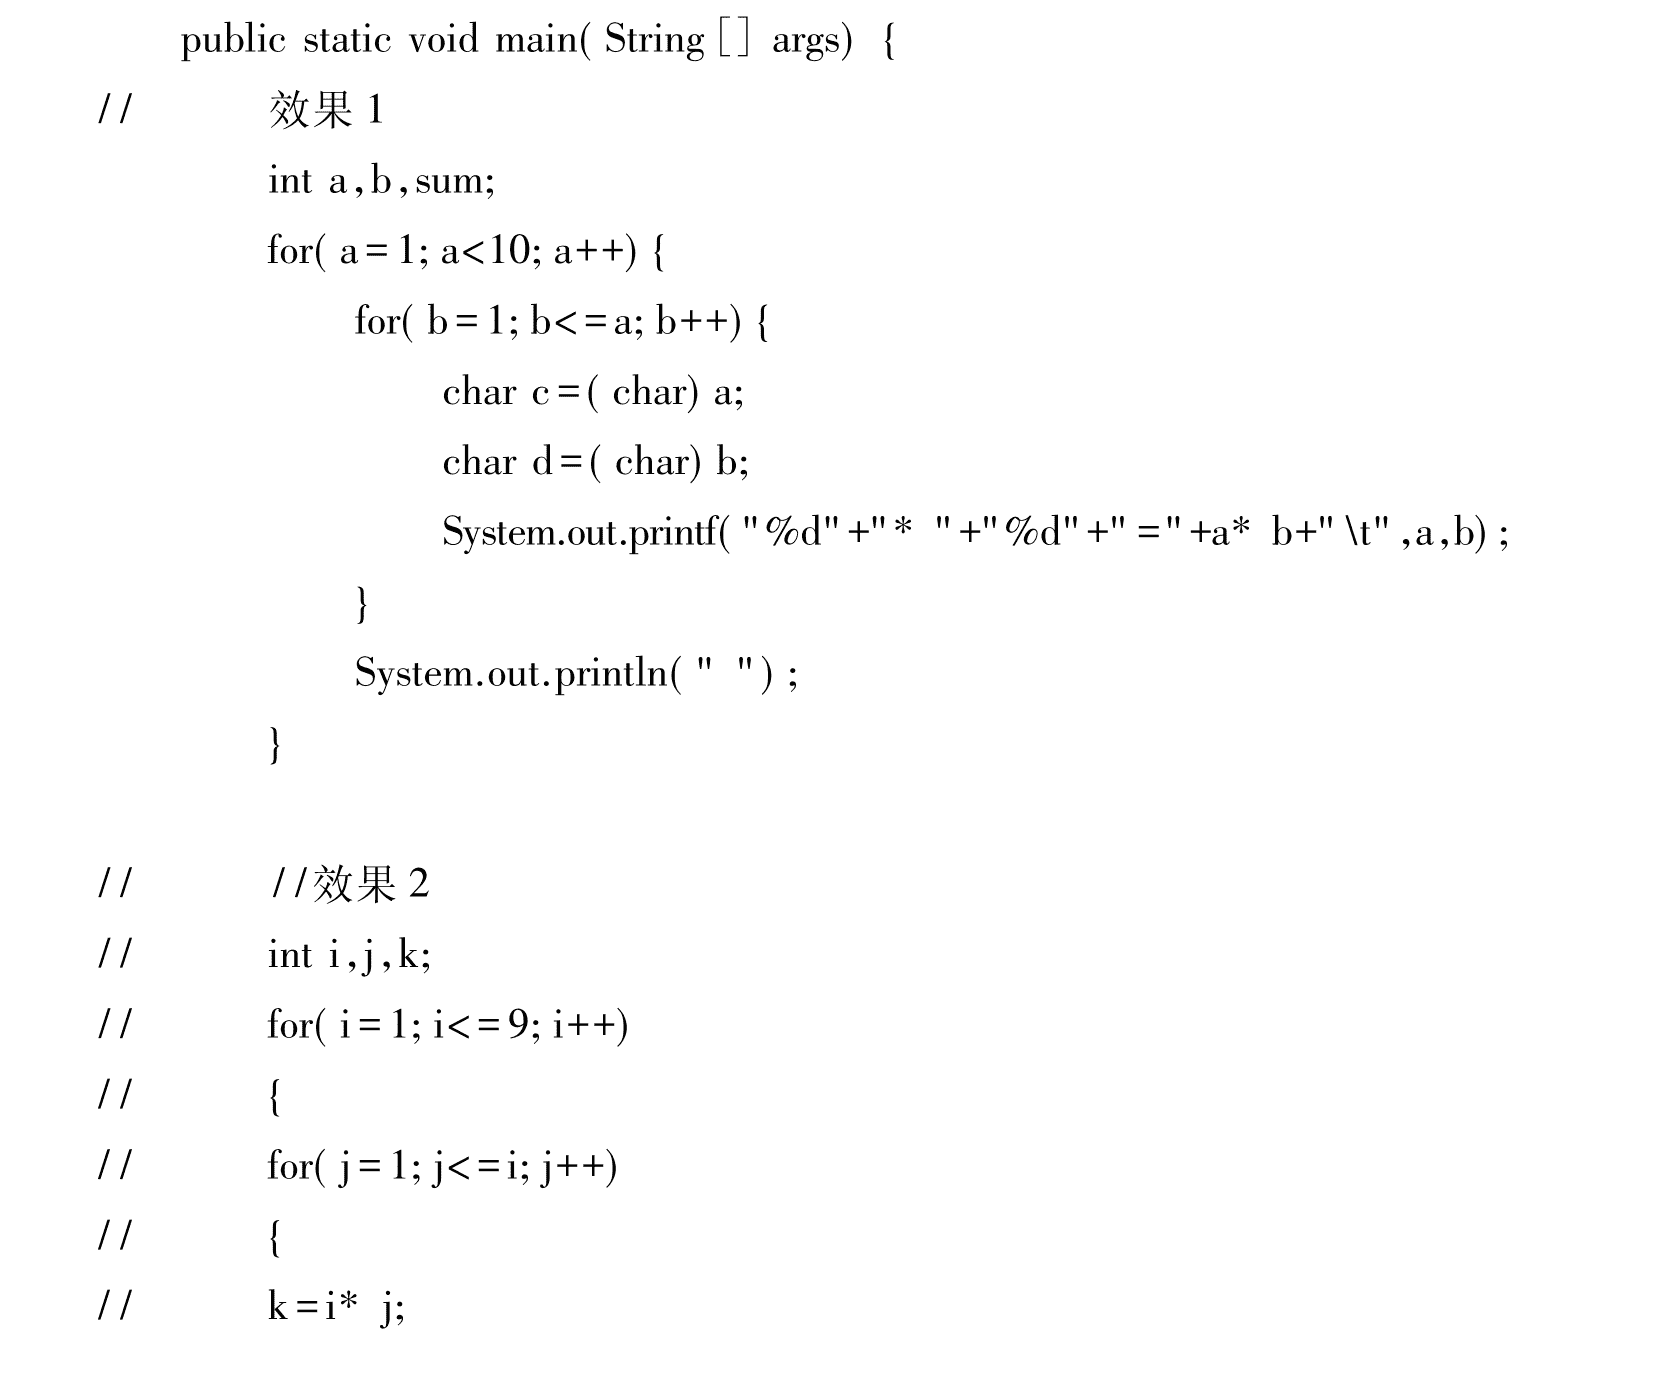 public static void main( String [] args) {
// 效果 1
int a,b,sum;
for( a=1; a<10; a++) {
for( b=1; b<=a; b++) {
char c=( char) a;
char d=( char) b;
System.out.printf( "%d"+"* "+"%d"+" ="+a* b+" \t" ,a,b) ;
}
System.out.println( " ") ;
}
// //效果 2
// int i,j,k;
// for( i=1; i<=9; i++)
// {
// for( j=1; j<=i; j++)
// {
// k=i* j;